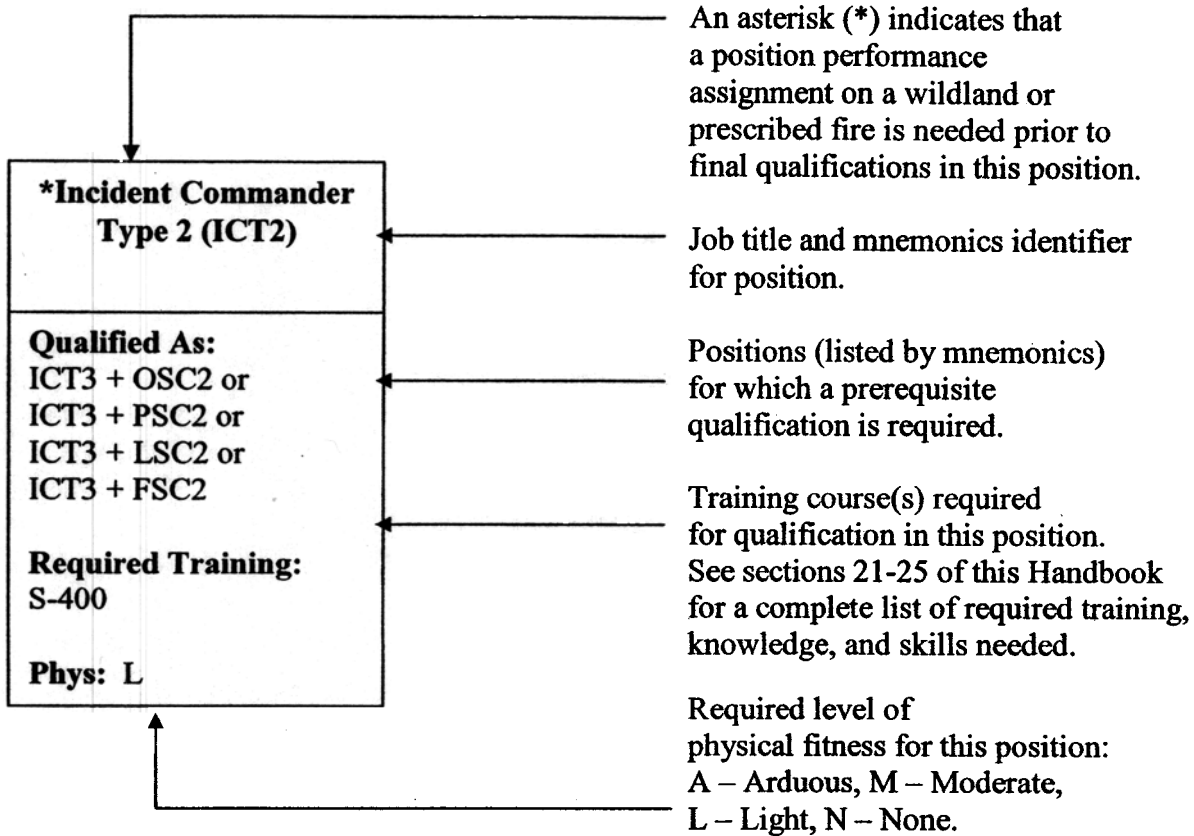 An asterisk (*) indicates that
a position performance
assignment on a wildland or
prescribed fire is needed prior to
final qualifications in this position.
*Incident Commander
Type 2 (ICT2)
Job title and mnemonics identifier
for position.
Qualified As:
ICT3 + OSC2 or
ICT3 + PSC2 or
ICT3 + LSC2 or
ICT3 + FSC2
Positions (listed by mnemonics)
for which a prerequisite
qualification is required.
Required Training:
S-400
Training course(s) required
for qualification in this position.
See sections 21-25 of this Handbook
for a complete list of required training,
knowledge, and skills needed.
Phys: L
Required level of
physical fitness for this position:
A – Arduous, M – Moderate,
L – Light, N – None.